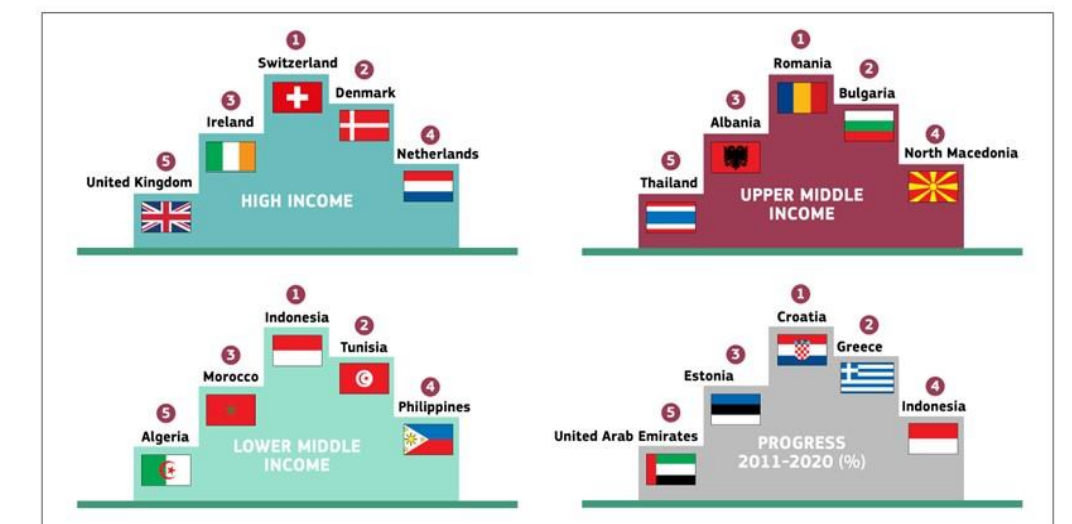 1
Switzerland
2
Denmark
3
Ireland
4
Netherlands
5
United Kingdom
HIGH INCOME
1
Romania
2
Bulgaria
3
Albania
4
North Macedonia
5
Thailand
UPPER MIDDLE
INCOME
1
Indonesia
2
Tunisia
3
Morocco
4
Philippines
5
Algeria
LOWER MIDDLE
INCOME
1
Croatia
2
Greece
3
Estonia
4
Indonesia
5
United Arab Emirates
PROGRESS
2011-2020 (%)